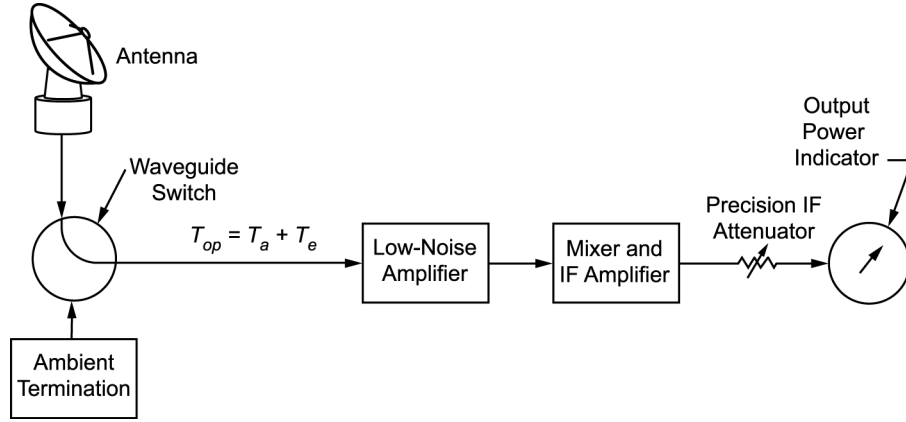 Antenna
Waveguide
Switch
T_op = T_a + T_e
Low-Noise
Amplifier
Mixer and
IF Amplifier
Precision IF
Attenuator
Output
Power
Indicator
Ambient
Termination